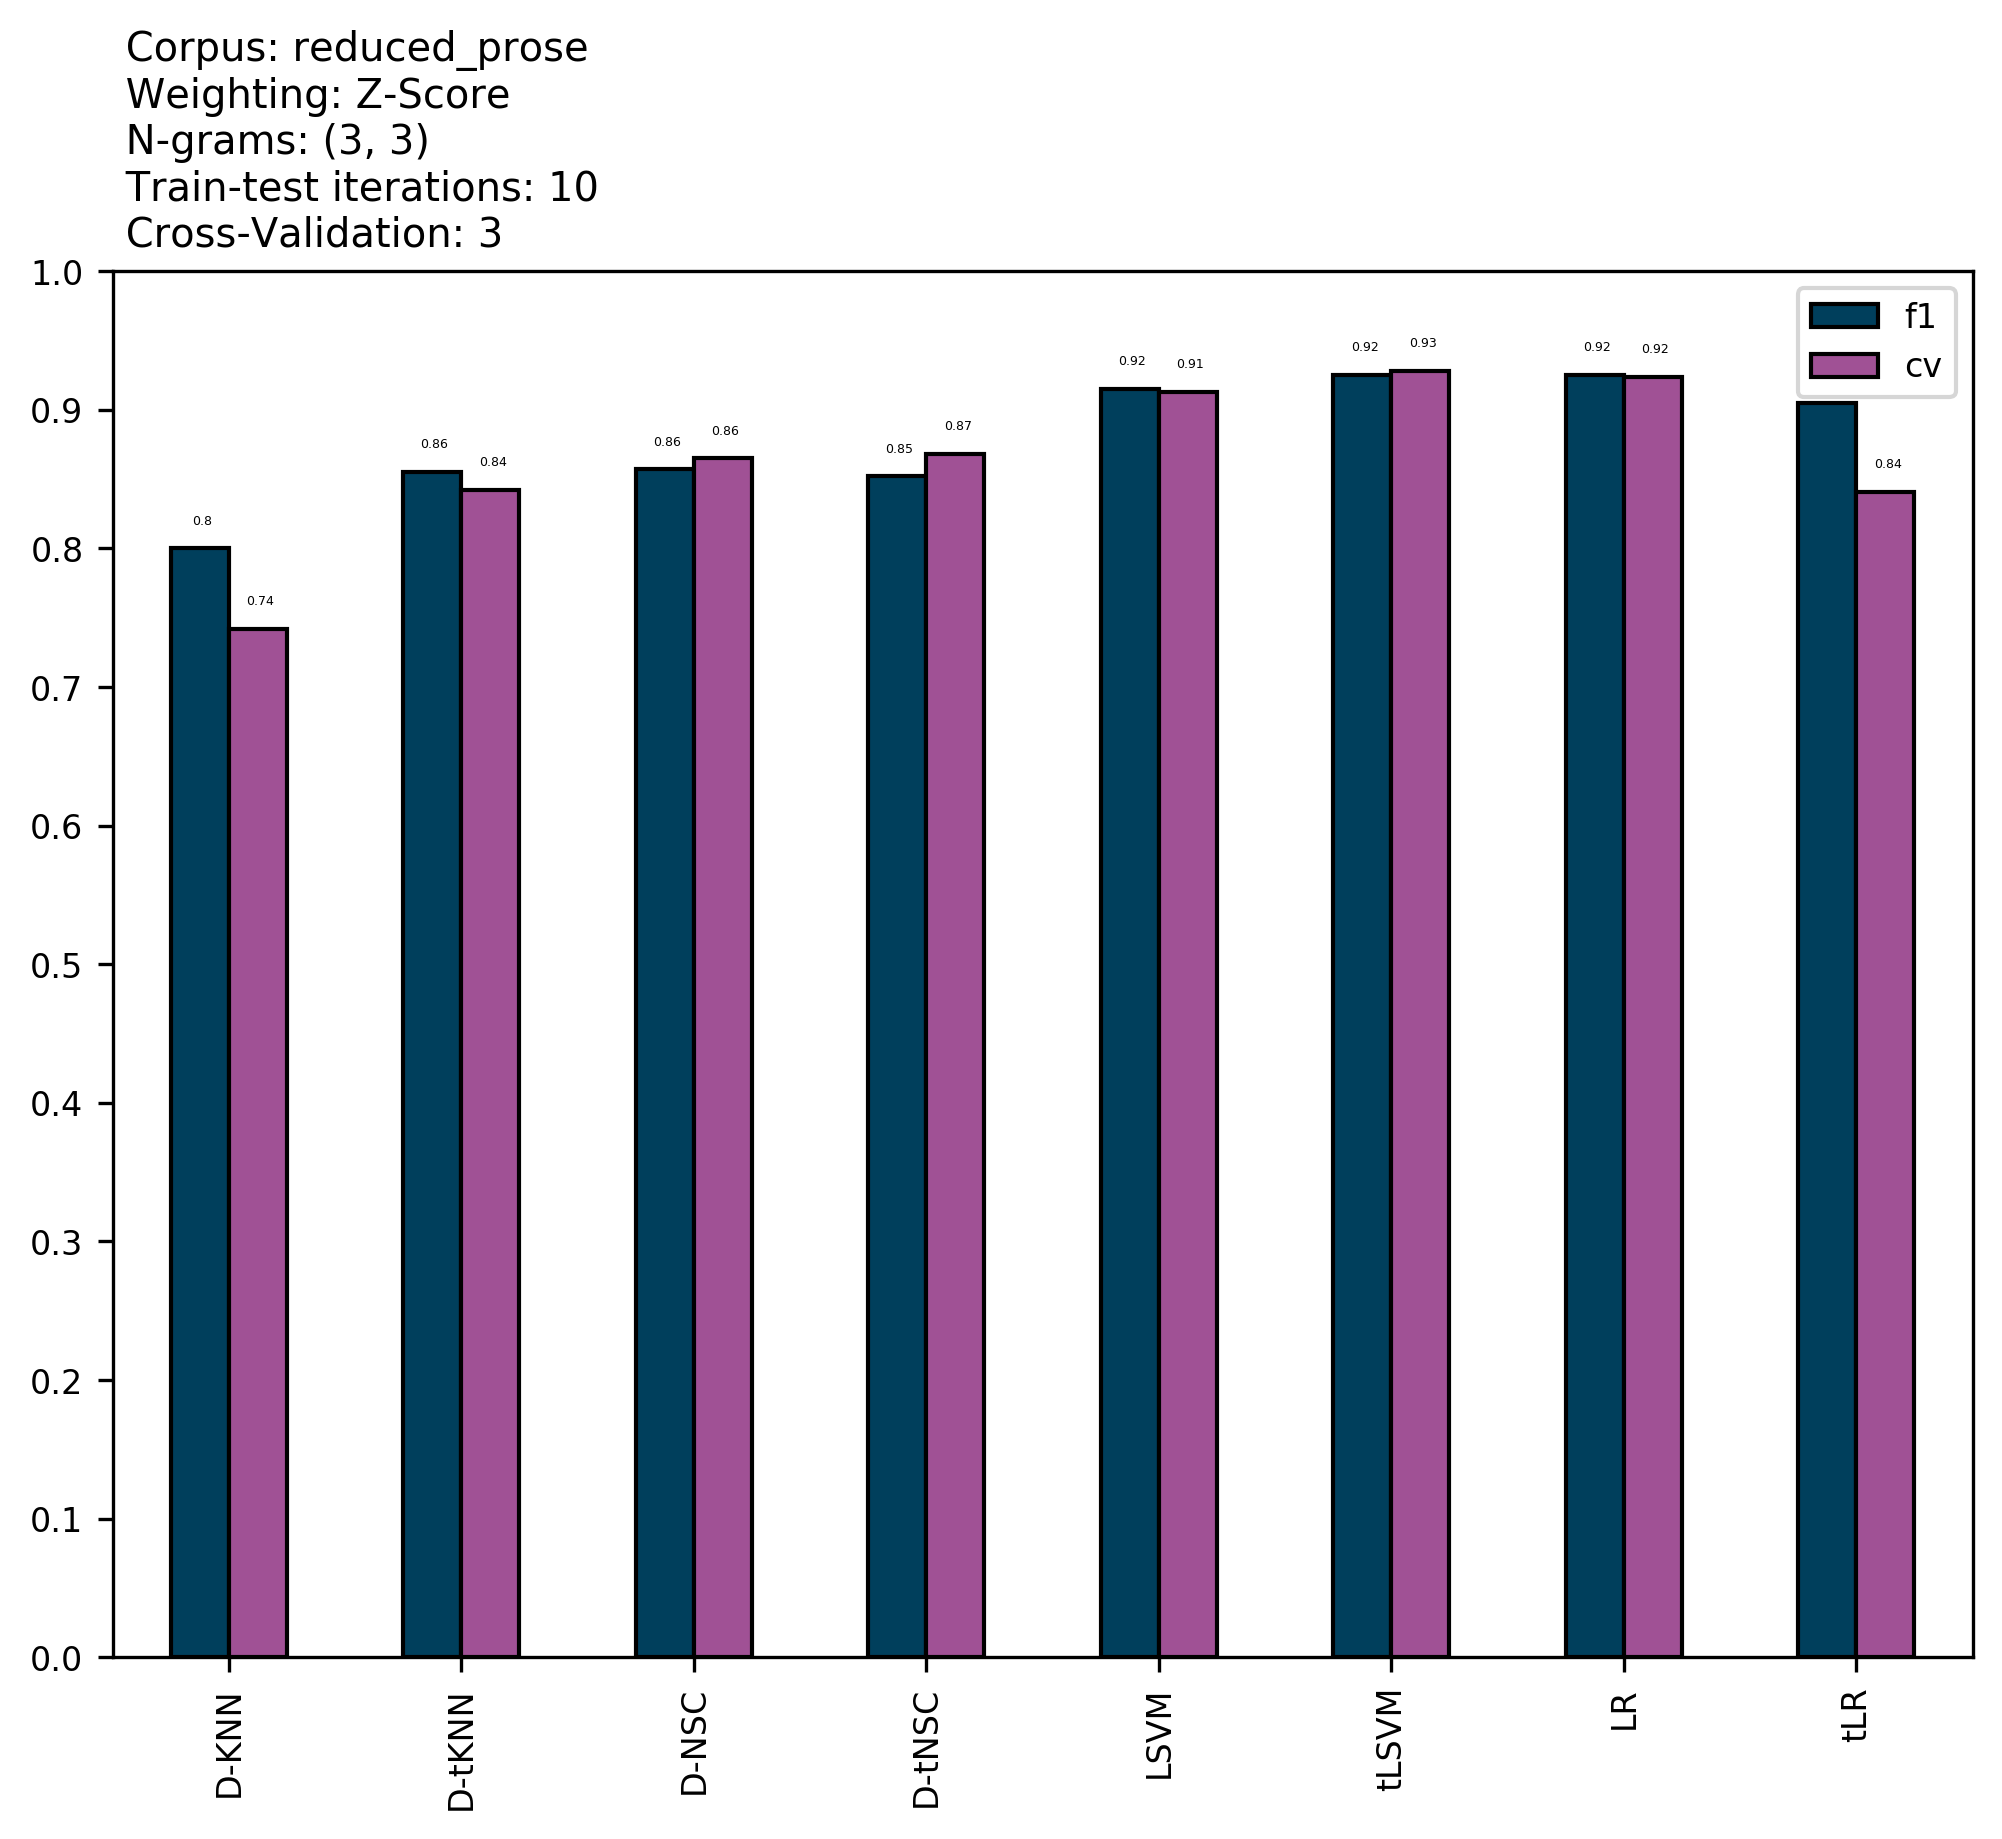 Corpus: reduced_prose
Weighting: Z-Score
N-grams: (3, 3)
Train-test iterations: 10
Cross-Validation: 3
1.0
0.9
0.8
0.7
0.6
0.5
0.4
0.3
0.2
0.1
0.0
f1
cv
0.8
0.74
0.86
0.84
0.86
0.86
0.85
0.87
0.92
0.91
0.92
0.93
0.92
0.92
0.84
D-KNN
D-tKNN
D-NSC
D-tNSC
LSVM
tLSVM
LR
tLR